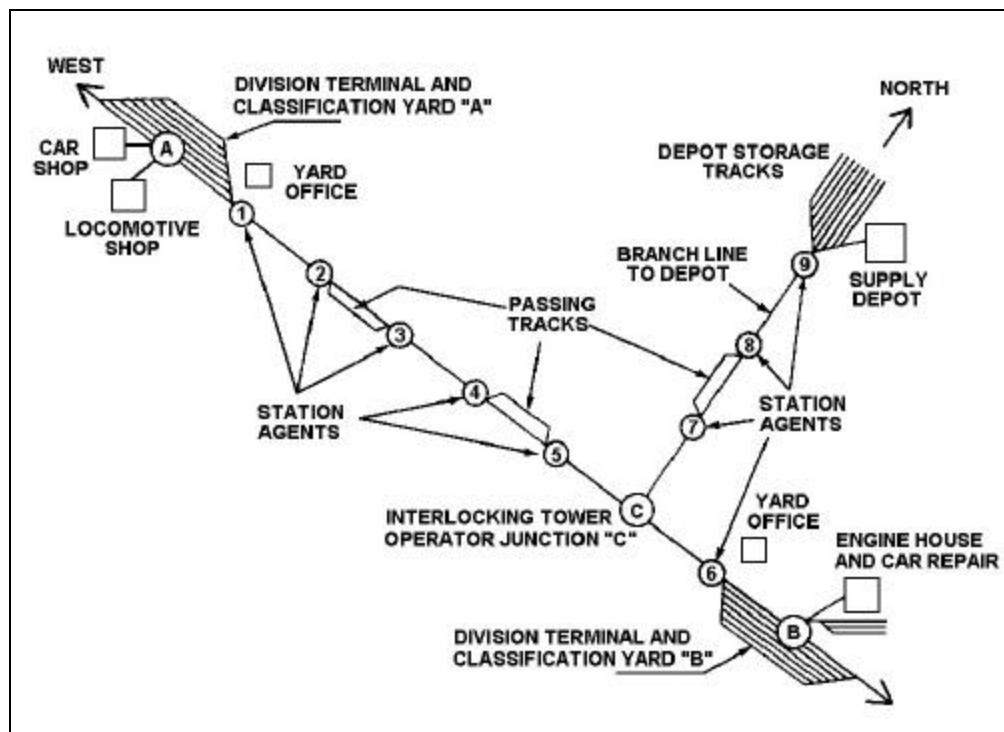 WEST
DIVISION TERMINAL AND
CLASSIFICATION YARD "A"
NORTH
CAR
SHOP
A
YARD
OFFICE
DEPOT STORAGE
TRACKS
LOCOMOTIVE
SHOP
1
2
3
PASSING
TRACKS
BRANCH LINE
TO DEPOT
9
SUPPLY
DEPOT
8
4
STATION
AGENTS
5
7
STATION
AGENTS
C
INTERLOCKING TOWER
OPERATOR JUNCTION "C"
YARD
OFFICE
6
ENGINE HOUSE
AND CAR REPAIR
B
DIVISION TERMINAL AND
CLASSIFICATION YARD "B"